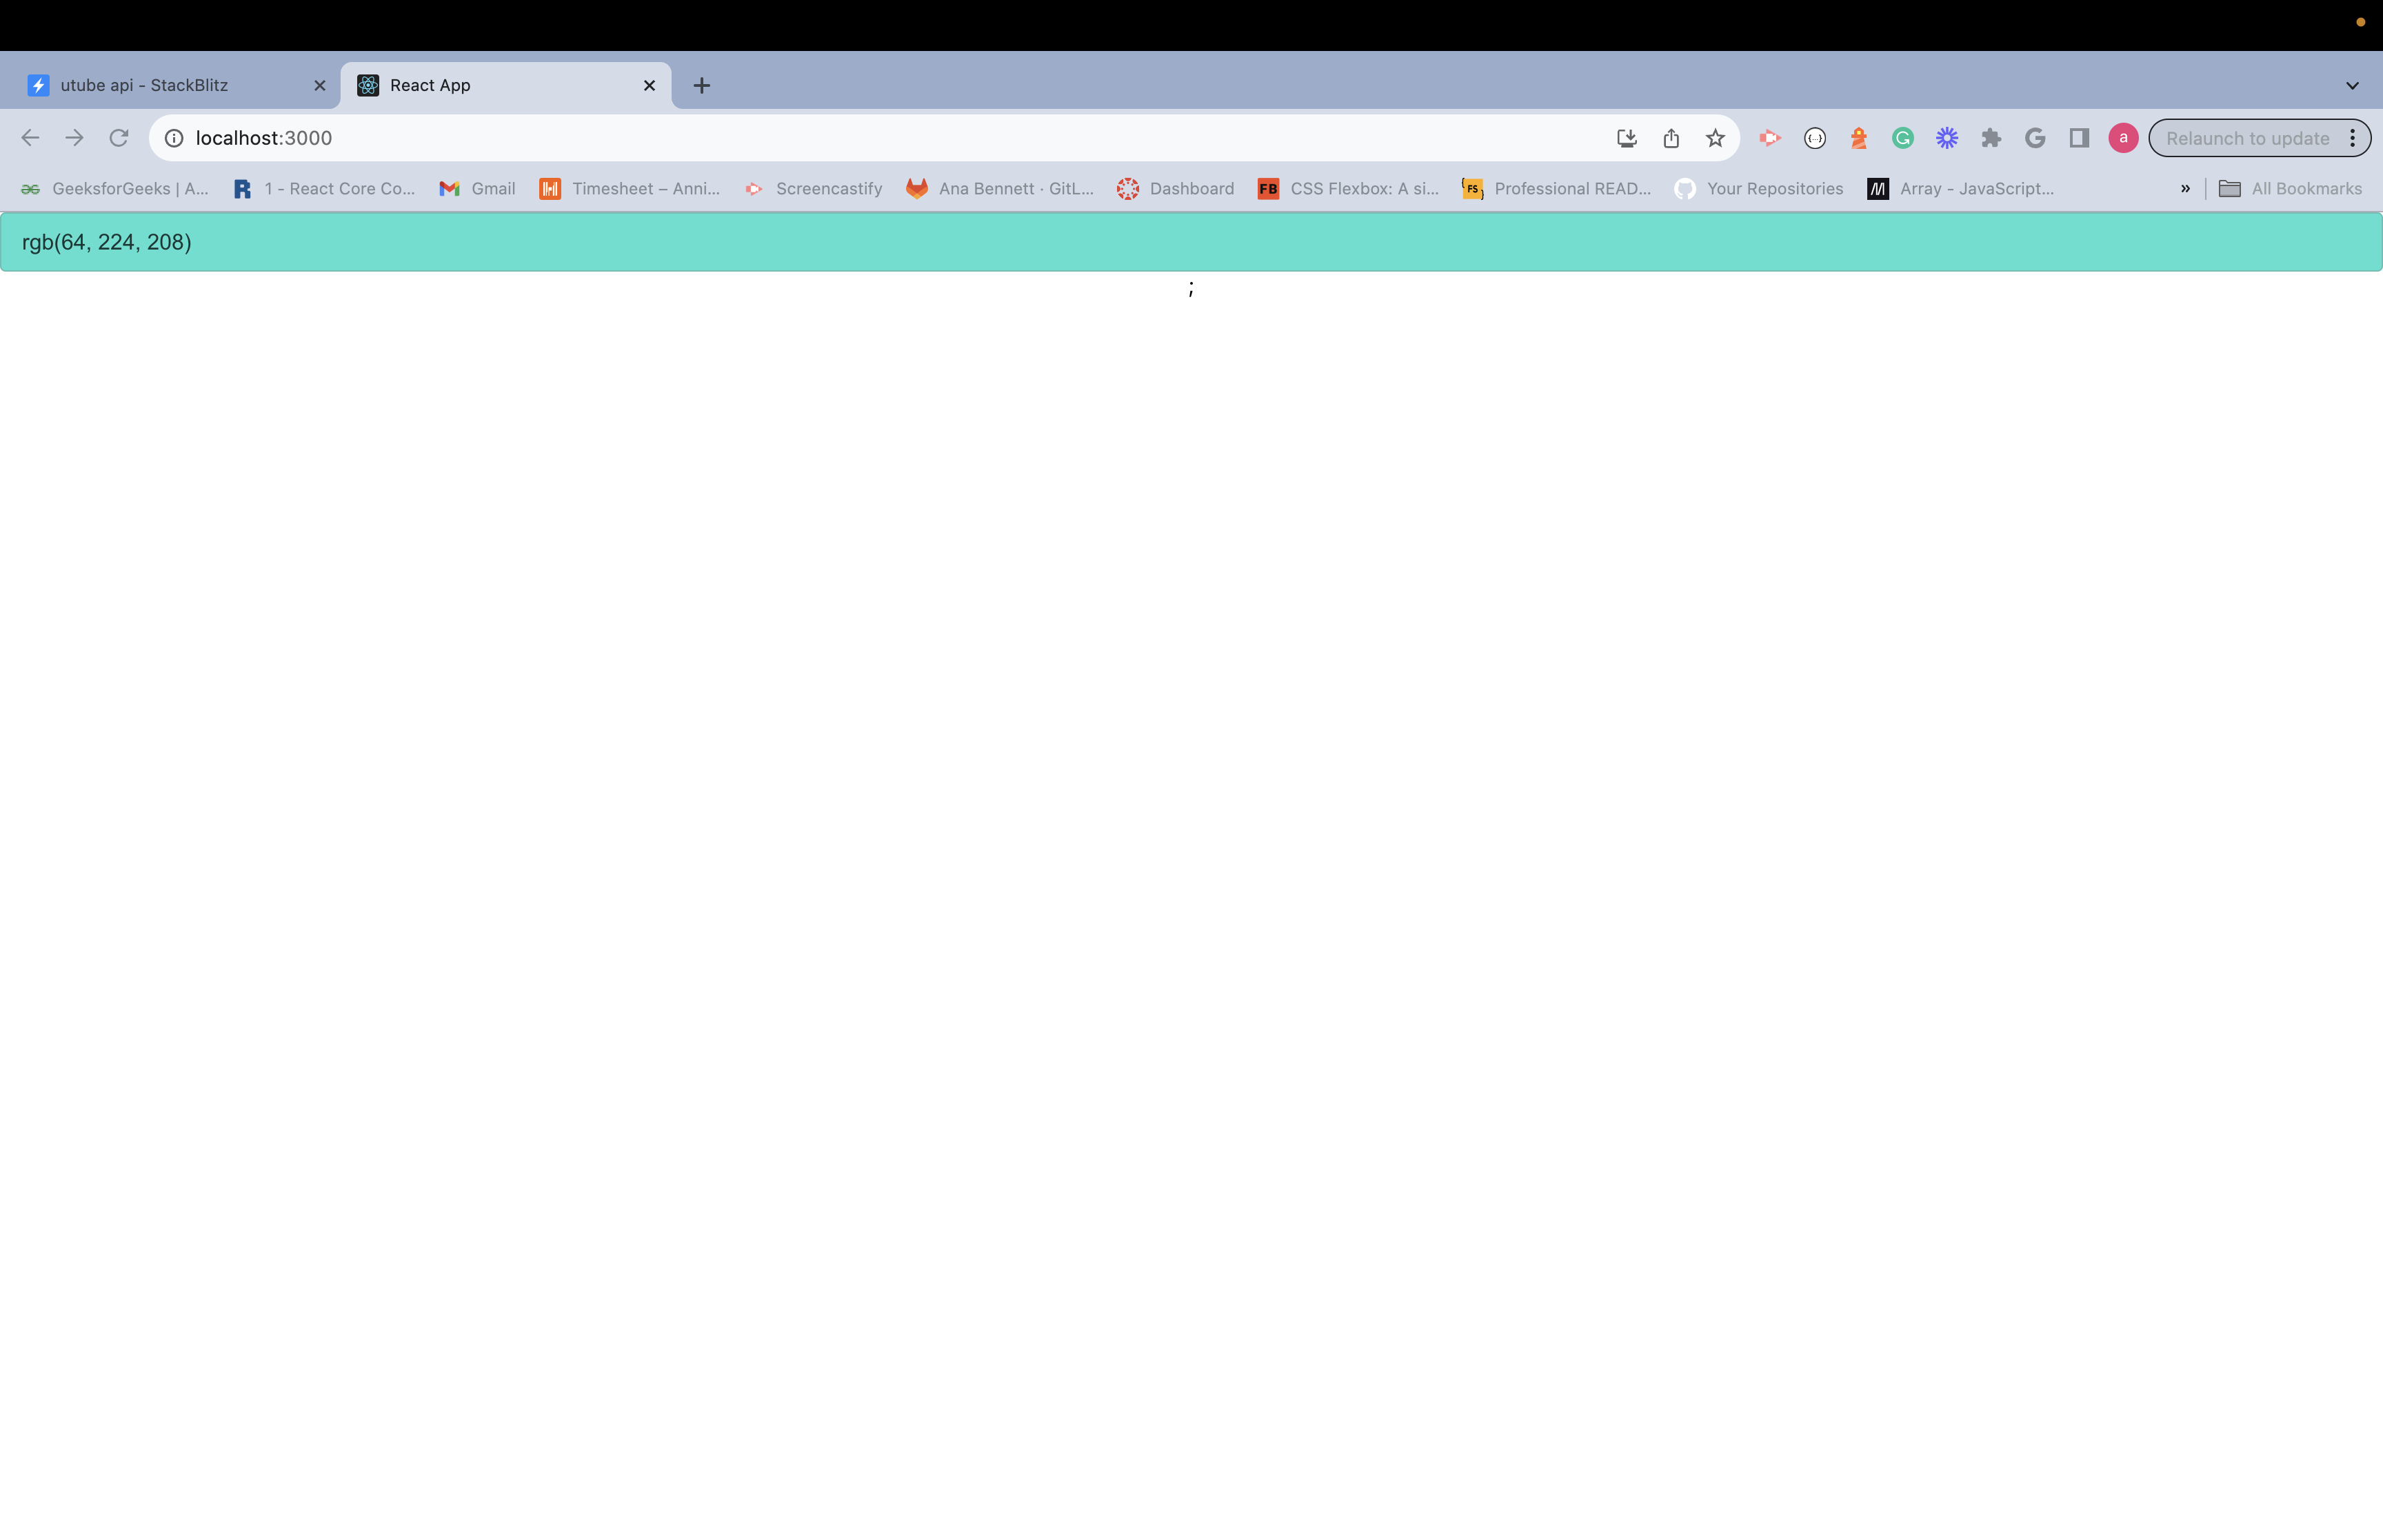 utube api - StackBlitz
React App
localhost:3000
a
Relaunch to update
GeeksforGeeks | A...
1 - React Core Co...
Gmail
Timesheet – Anni...
Screencastify
Ana Bennett · GitL...
FB
CSS Flexbox: A si...
FS
Professional READ...
Dashboard
Your Repositories
Array - JavaScript...
»
All Bookmarks
rgb(64, 224, 208)
;